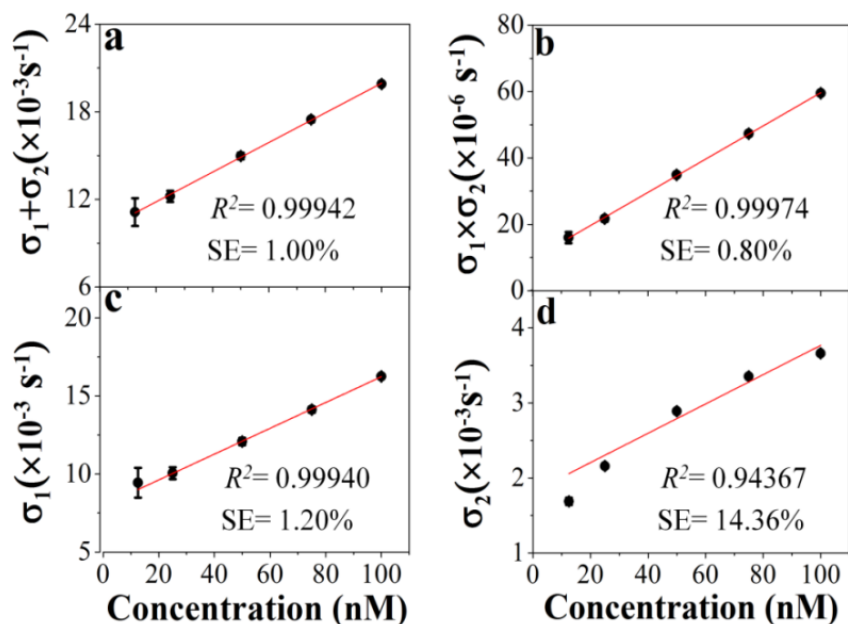 a
σ₁+σ₂(×10⁻³s⁻¹)
24
18
12
6
R²= 0.99942
SE= 1.00%
b
σ₁×σ₂(×10⁻⁶ s⁻¹)
80
60
40
20
0
R²= 0.99974
SE= 0.80%
c
σ₁(×10⁻³ s⁻¹)
20
15
10
5
R²= 0.99940
SE= 1.20%
0 20 40 60 80 100
Concentration (nM)
d
σ₂(×10⁻³s⁻¹)
4
3
2
1
R²= 0.94367
SE= 14.36%
0 20 40 60 80 100
Concentration (nM)